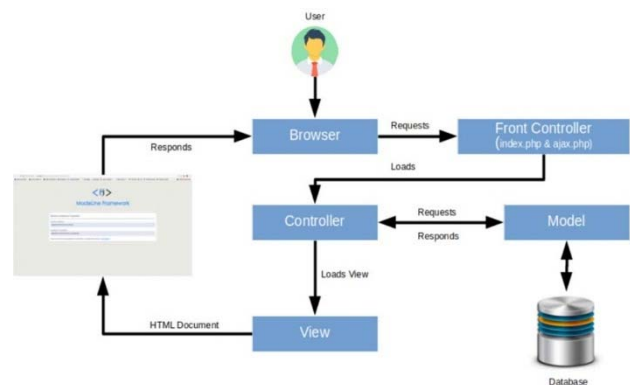 User
Browser
Requests
Front Controller
(index.php & ajax.php)
Responds
Loads
Framework
Controller
Requests
Responds
Model
Loads View
HTML Document
View
Database